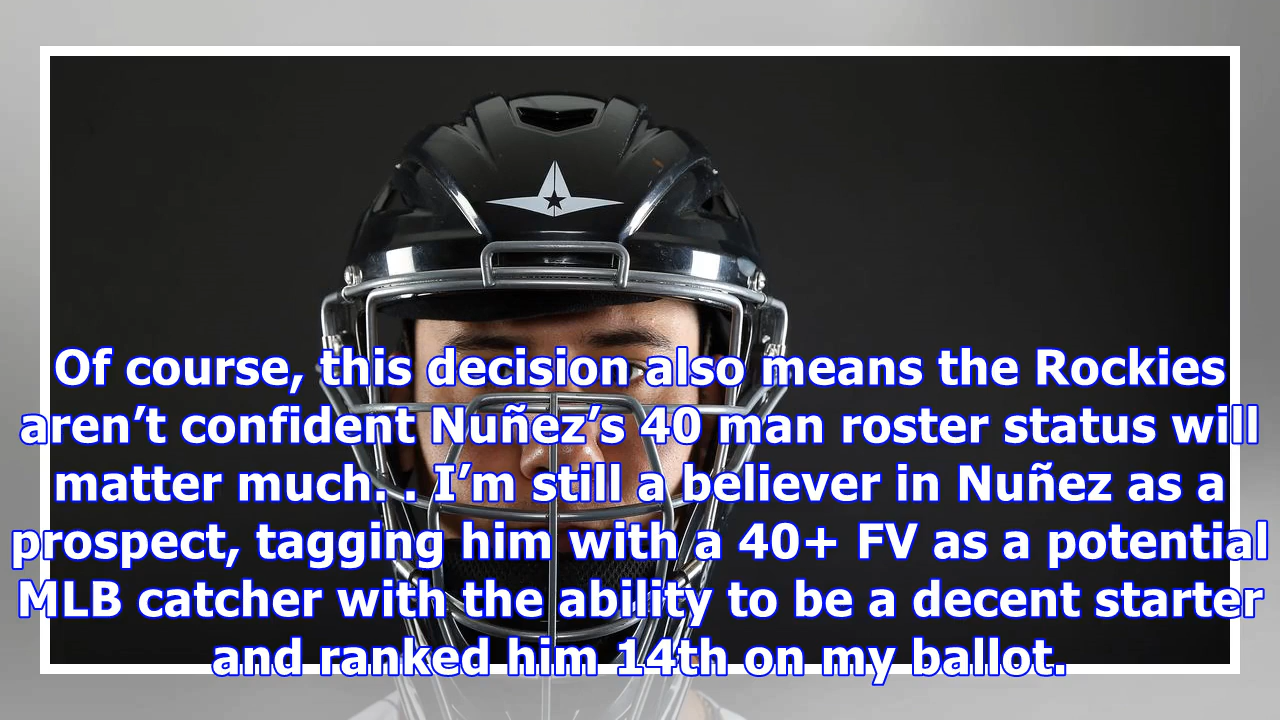 Of course, this decision also means the Rockies
aren’t confident Nuñez’s 40 man roster status will
matter much. . I’m still a believer in Nuñez as a
prospect, tagging him with a 40+ FV as a potential
MLB catcher with the ability to be a decent starter
and ranked him 14th on my ballot.